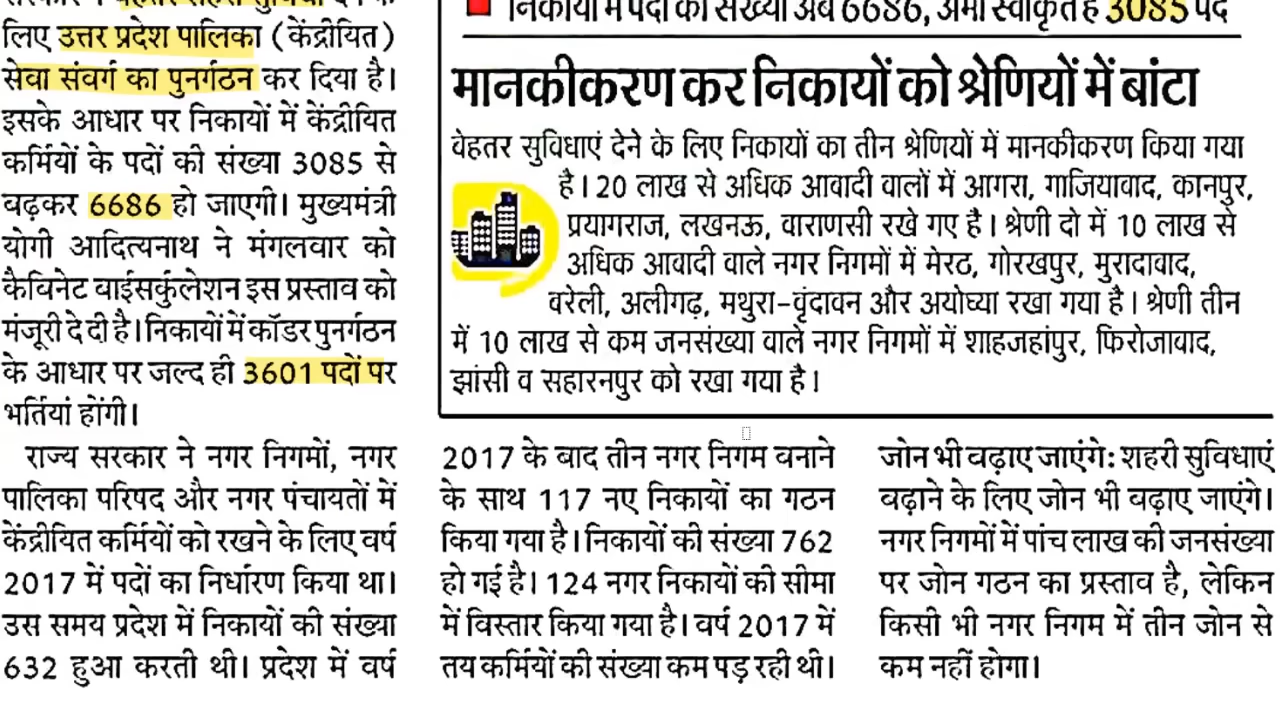 लिए उत्तर प्रदेश पालिका (केंद्रीयित)
सेवा संवर्ग का पुनर्गठन कर दिया है।
इसके आधार पर निकायों में केंद्रीयित
कर्मियों के पदों की संख्या 3085 से
बढ़कर 6686 हो जाएगी। मुख्यमंत्री
योगी आदित्यनाथ ने मंगलवार को
कैबिनेट बाईसर्कुलेशन इस प्रस्ताव को
मंजूरी दे दी है। निकायों में कॉडर पुनर्गठन
के आधार पर जल्द ही 3601 पदों पर
भर्तियां होंगी।
राज्य सरकार ने नगर निगमों, नगर
पालिका परिषद और नगर पंचायतों में
केंद्रीयित कर्मियों को रखने के लिए वर्ष
2017 में पदों का निर्धारण किया था।
उस समय प्रदेश में निकायों की संख्या
632 हुआ करती थी। प्रदेश में वर्ष
निकायों में पदों की संख्या अब 6686, अभी स्वीकृत हैं 3085 पद
मानकीकरण कर निकायों को श्रेणियों में बांटा
बेहतर सुविधाएं देने के लिए निकायों का तीन श्रेणियों में मानकीकरण किया गया
है। 20 लाख से अधिक आबादी वालों में आगरा, गाजियाबाद, कानपुर,
प्रयागराज, लखनऊ, वाराणसी रखे गए है। श्रेणी दो में 10 लाख से
अधिक आबादी वाले नगर निगमों में मेरठ, गोरखपुर, मुरादाबाद,
बरेली, अलीगढ़, मथुरा-वृंदावन और अयोध्या रखा गया है। श्रेणी तीन
में 10 लाख से कम जनसंख्या वाले नगर निगमों में शाहजहांपुर, फिरोजाबाद,
झांसी व सहारनपुर को रखा गया है।
2017 के बाद तीन नगर निगम बनाने
के साथ 117 नए निकायों का गठन
किया गया है। निकायों की संख्या 762
हो गई है। 124 नगर निकायों की सीमा
में विस्तार किया गया है। वर्ष 2017 में
तय कर्मियों की संख्या कम पड़ रही थी।
जोन भी बढ़ाए जाएंगे: शहरी सुविधाएं
बढ़ाने के लिए जोन भी बढ़ाए जाएंगे।
नगर निगमों में पांच लाख की जनसंख्या
पर जोन गठन का प्रस्ताव है, लेकिन
किसी भी नगर निगम में तीन जोन से
कम नहीं होगा।